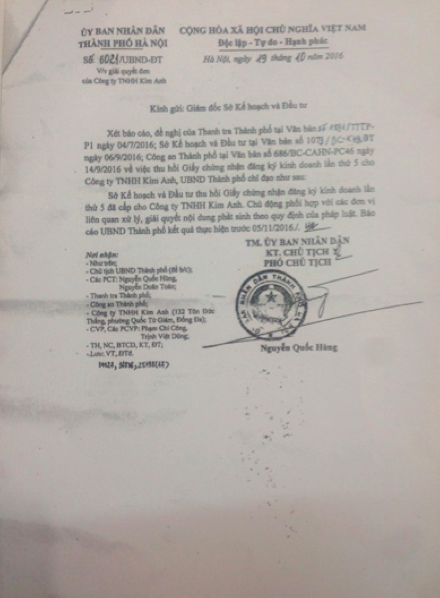 ỦY BAN NHÂN DÂN
THÀNH PHỐ HÀ NỘI
CỘNG HÒA XÃ HỘI CHỦ NGHĨA VIỆT NAM
Độc lập - Tự do - Hạnh phúc
Số: 6021/UBND-ĐT
V/v giải quyết đơn
của Công ty TNHH Kim Anh
Hà Nội, ngày 19 tháng 10 năm 2016
Kính gửi: Giám đốc Sở Kế hoạch và Đầu tư
Xét báo cáo, đề nghị của Thanh tra Thành phố tại Văn bản số /TTTP-
P1 ngày 04/7/2016; Sở Kế hoạch và Đầu tư tại Văn bản số
ngày 06/9/2016; Công an Thành phố tại Văn bản số 686/BC-CAHN-PC46 ngày
14/9/2016 về việc thu hồi Giấy chứng nhận đăng ký kinh doanh lần thứ 5 cho
Công ty TNHH Kim Anh, UBND Thành phố chỉ đạo như sau:
Sở Kế hoạch và Đầu tư thu hồi Giấy chứng nhận đăng ký kinh doanh lần
thứ 5 đã cấp cho Công ty TNHH Kim Anh. Chủ động phối hợp với các đơn vị
liên quan xử lý, giải quyết nội dung phát sinh theo quy định của pháp luật. Báo
cáo UBND Thành phố kết quả thực hiện trước 05/11/2016./.
Nơi nhận:
- Như trên;
- Chủ tịch UBND Thành phố (để b/c);
- Các PCT: Nguyễn Quốc Hùng,
Nguyễn Doãn Toản;
- Thanh tra Thành phố;
- Công an Thành phố;
- Công ty TNHH Kim Anh (132 Tôn Đức
Thắng, phường Quốc Tử Giám, Đống Đa);
- CVP, Các PCVP: Phạm Chí Công,
Trịnh Việt Dũng;
- TH, NC, BTCD, KT, ĐT;
- Lưu: VT, ĐTđ.
TM. ỦY BAN NHÂN DÂN
KT. CHỦ TỊCH
PHÓ CHỦ TỊCH
Nguyễn Quốc Hùng